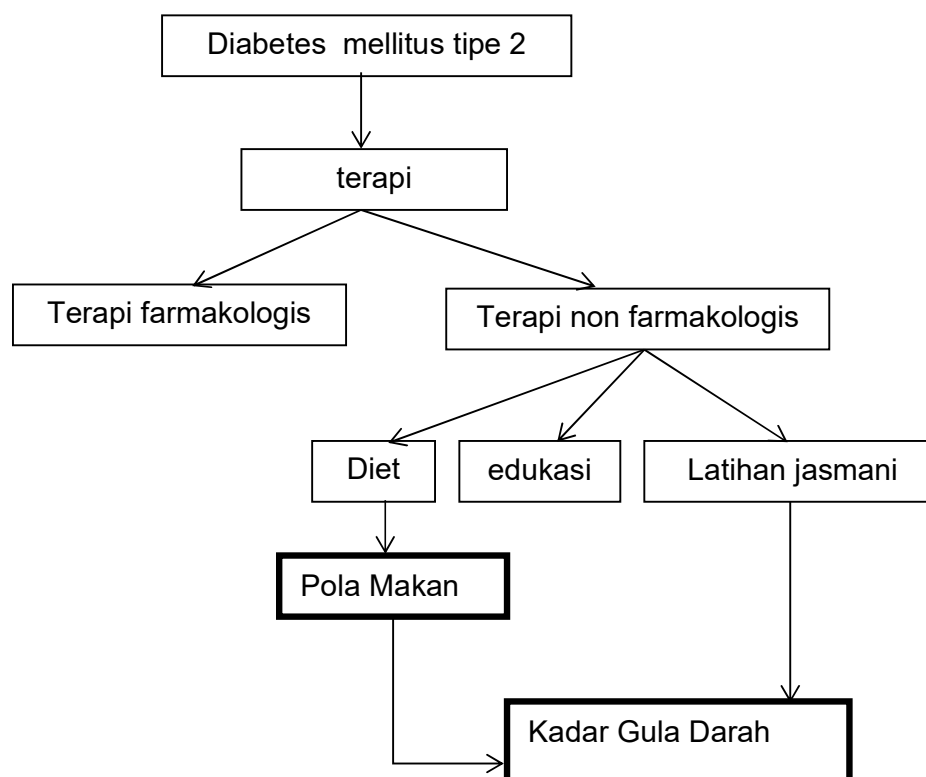 Diabetes mellitus tipe 2
terapi
Terapi farmakologis
Terapi non farmakologis
Diet
edukasi
Latihan jasmani
Pola Makan
Kadar Gula Darah